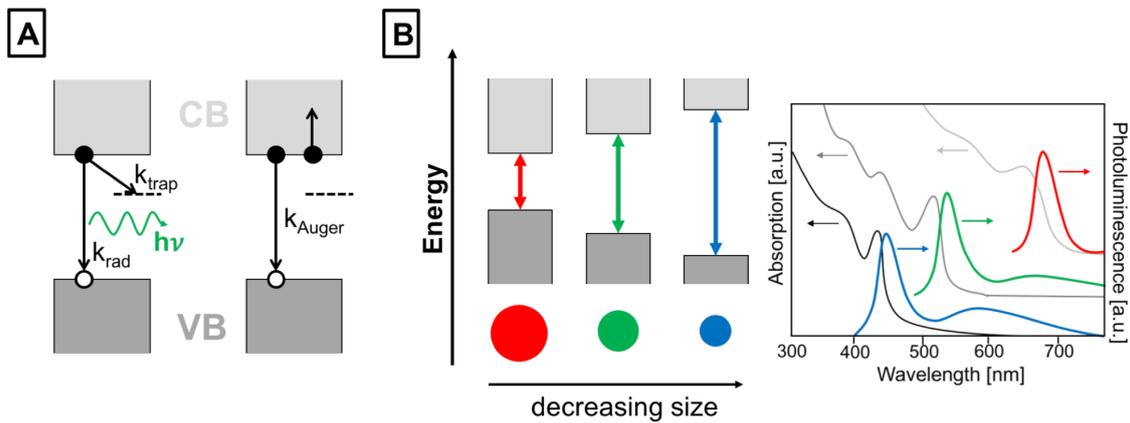 A
CB
k_trap
hν
k_rad
VB
k_Auger
B
Energy
decreasing size
Absorption [a.u.]
Photoluminescence [a.u.]
300 400 500 600 700
Wavelength [nm]